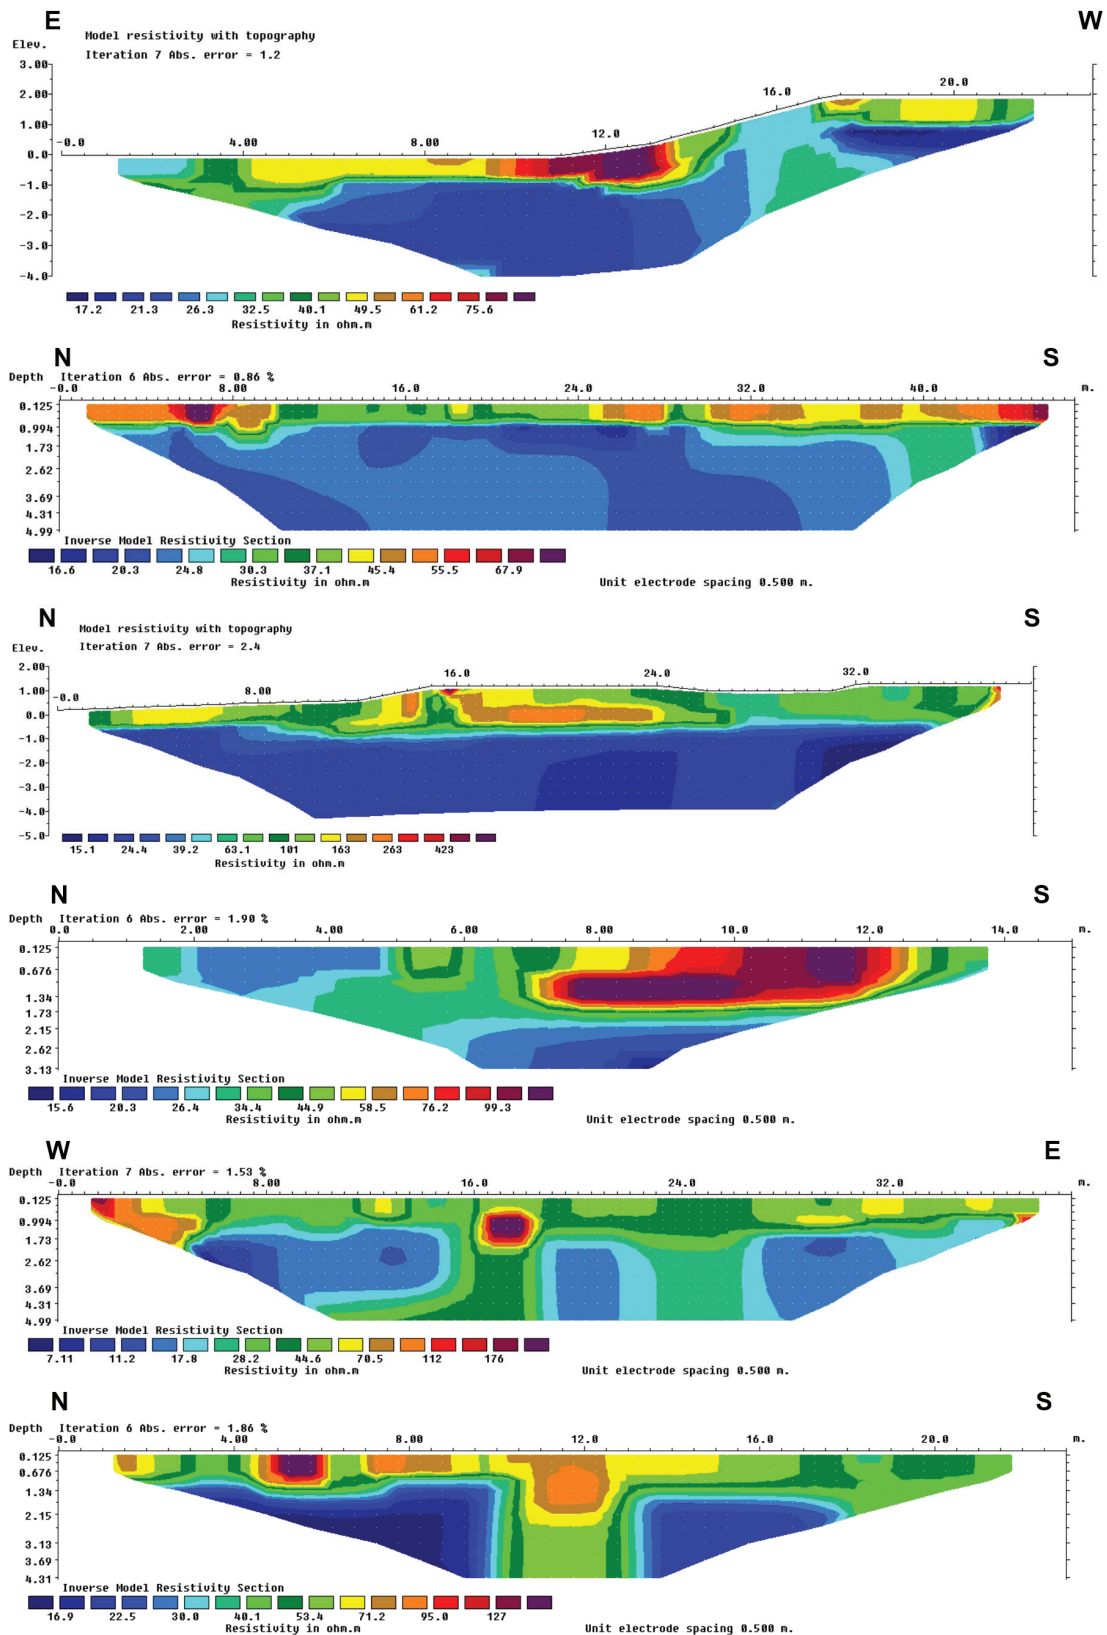 E W
Model resistivity with topography
Elev. Iteration 7 Abs. error = 1.2
3.00
2.00 20.0
16.0
1.00 12.0
-0.0 4.00 8.00
0.0
-1.0
-2.0
-3.0
-4.0
17.2 21.3 26.3 32.5 40.1 49.5 61.2 75.6
Resistivity in ohm.m
N S
Depth Iteration 6 Abs. error = 0.86 %
-0.0 8.00 16.0 24.0 32.0 40.0 m.
0.125
0.994
1.73
2.62
3.69
4.31
4.99
Inverse Model Resistivity Section
16.6 20.3 24.8 30.3 37.1 45.4 55.5 67.9
Resistivity in ohm.m Unit electrode spacing 0.500 m.
N S
Model resistivity with topography
Elev. Iteration 7 Abs. error = 2.4
2.00 16.0 24.0 32.0
1.00 -0.0 8.00
0.0
-1.0
-2.0
-3.0
-4.0
-5.0
15.1 24.4 39.2 63.1 101 163 263 423
Resistivity in ohm.m
N S
Depth Iteration 6 Abs. error = 1.90 %
0.0 2.00 4.00 6.00 8.00 10.0 12.0 14.0 m.
0.125
0.676
1.34
1.73
2.15
2.62
3.13
Inverse Model Resistivity Section
15.6 20.3 26.4 34.4 44.9 58.5 76.2 99.3
Resistivity in ohm.m Unit electrode spacing 0.500 m.
W E
Depth Iteration 7 Abs. error = 1.53 %
-0.0 8.00 16.0 24.0 32.0 m.
0.125
0.994
1.73
2.62
3.69
4.31
4.99
Inverse Model Resistivity Section
7.11 11.2 17.8 28.2 44.6 70.5 112 176
Resistivity in ohm.m Unit electrode spacing 0.500 m.
N S
Depth Iteration 6 Abs. error = 1.86 %
-0.0 4.00 8.00 12.0 16.0 20.0 m.
0.125
0.676
1.34
2.15
3.13
3.69
4.31
Inverse Model Resistivity Section
16.9 22.5 30.0 40.1 53.4 71.2 95.0 127
Resistivity in ohm.m Unit electrode spacing 0.500 m.